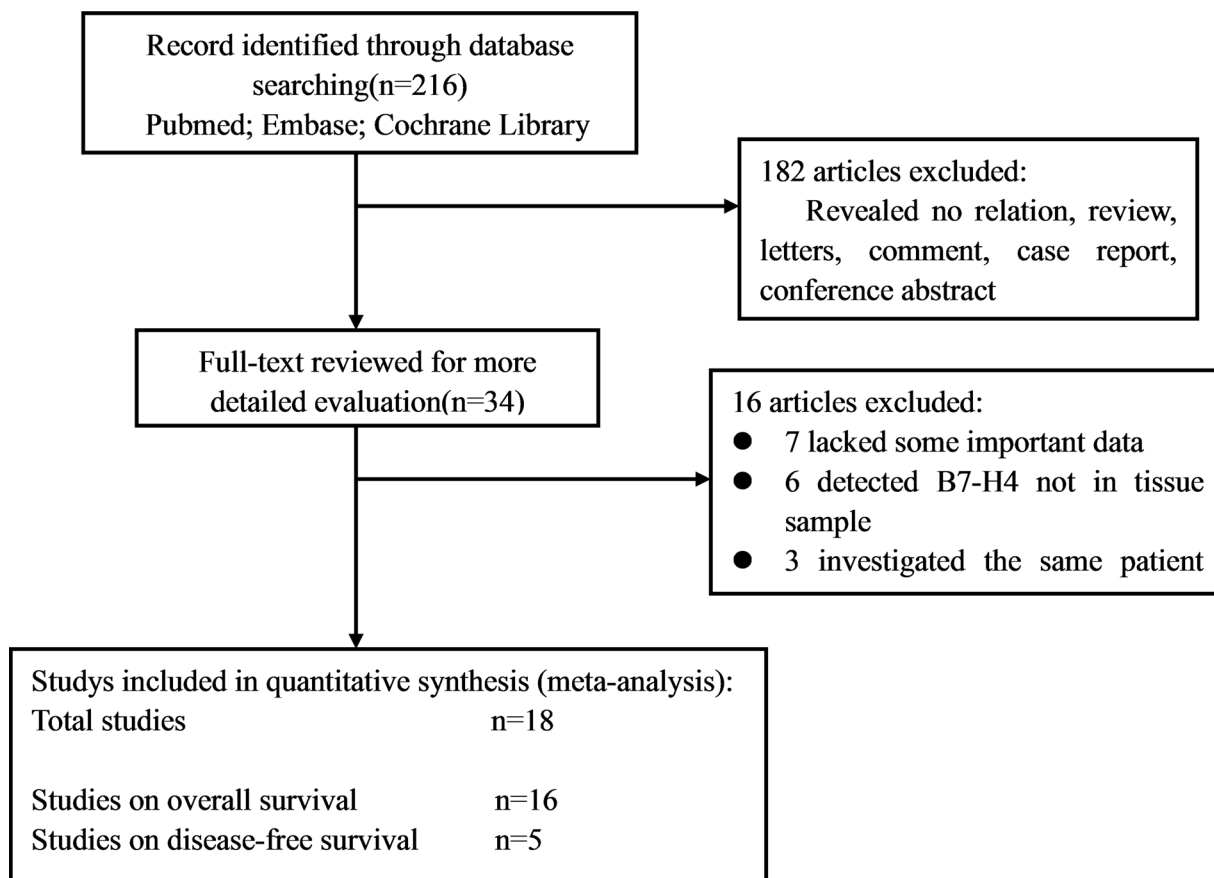 Record identified through database
searching(n=216)
Pubmed; Embase; Cochrane Library
182 articles excluded:
Revealed no relation, review,
letters, comment, case report,
conference abstract
Full-text reviewed for more
detailed evaluation(n=34)
16 articles excluded:
● 7 lacked some important data
● 6 detected B7-H4 not in tissue
sample
● 3 investigated the same patient
Studys included in quantitative synthesis (meta-analysis):
Total studies n=18
Studies on overall survival n=16
Studies on disease-free survival n=5